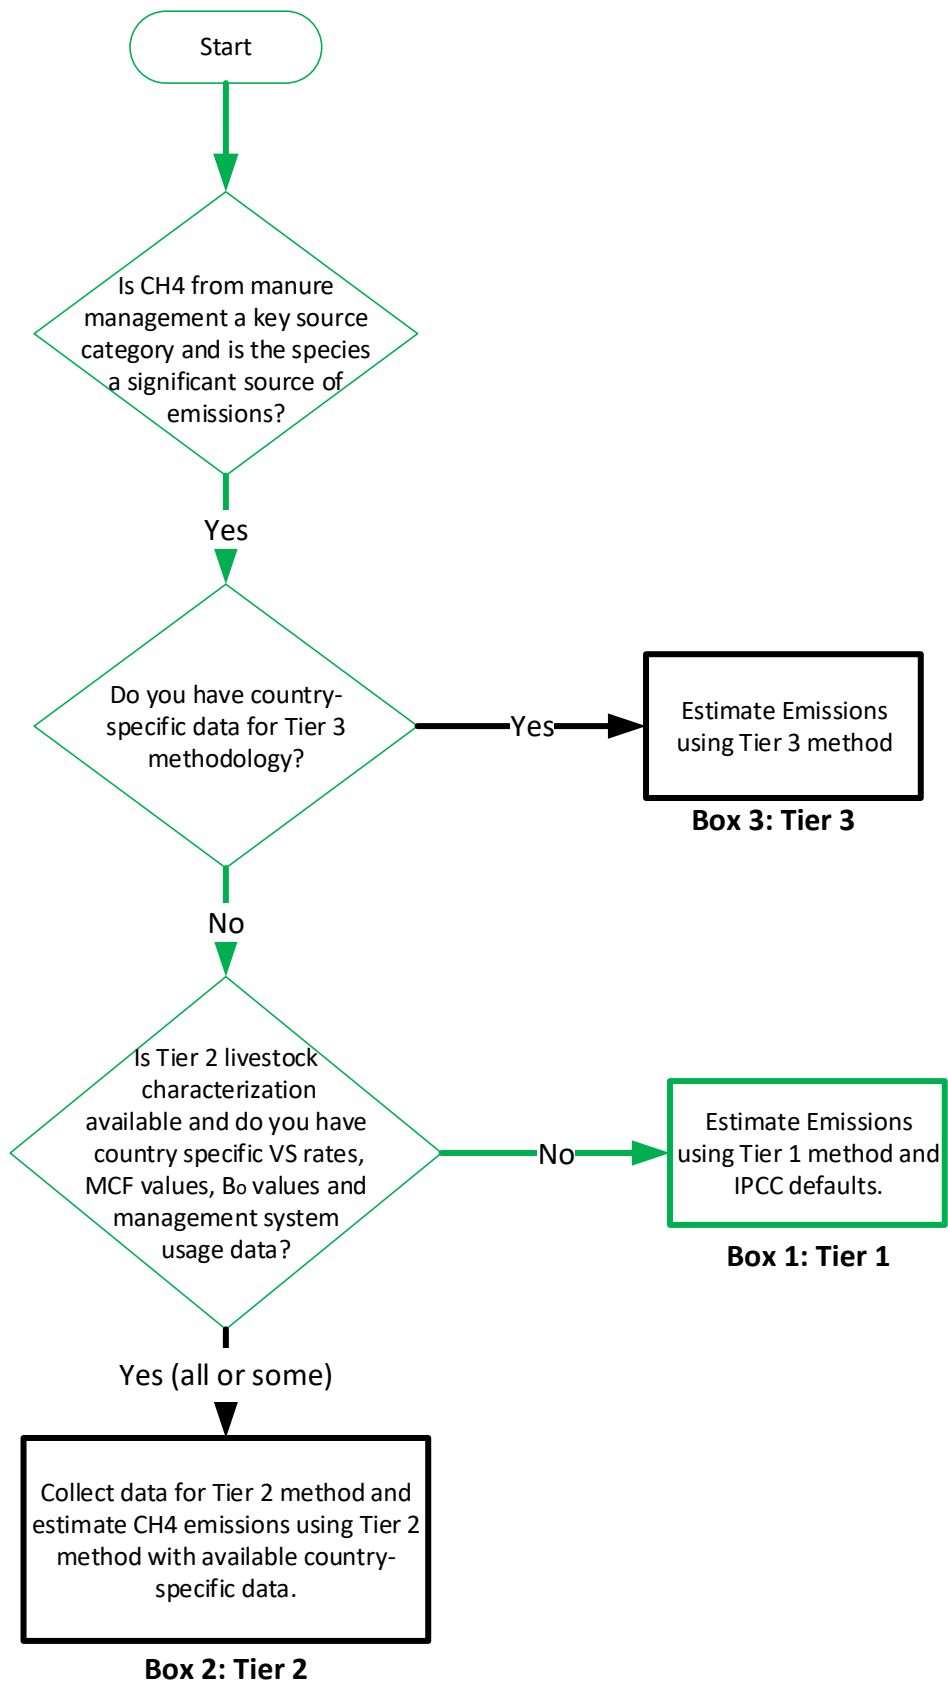 Start
Is CH4 from manure
management a key source
category and is the species
a significant source of
emissions?
Yes
Do you have country-
specific data for Tier 3
methodology?
Yes
Estimate Emissions
using Tier 3 method
Box 3: Tier 3
No
Is Tier 2 livestock
characterization
available and do you have
country specific VS rates,
MCF values, B₀ values and
management system
usage data?
No
Estimate Emissions
using Tier 1 method and
IPCC defaults.
Box 1: Tier 1
Yes (all or some)
Collect data for Tier 2 method and
estimate CH4 emissions using Tier 2
method with available country-
specific data.
Box 2: Tier 2